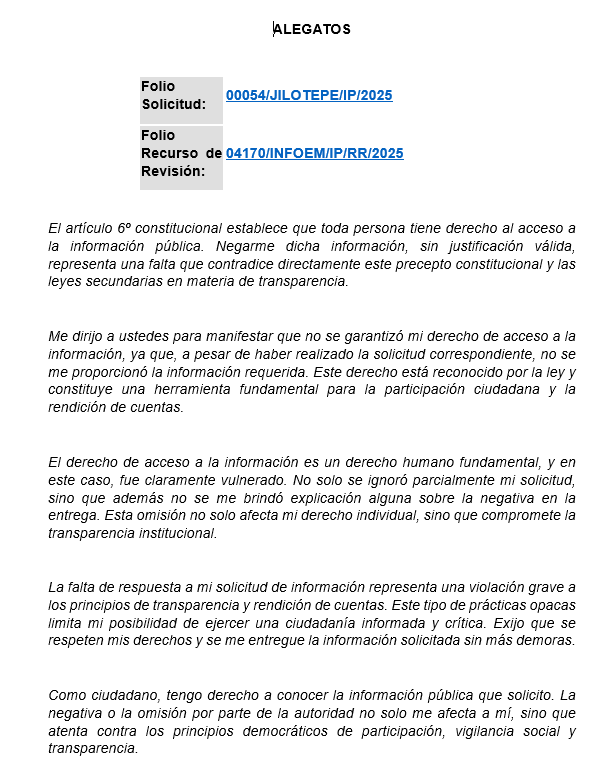 ALEGATOS
Folio
Solicitud:
00054/JILOTEPE/IP/2025
Folio
Recurso de
Revisión:
04170/INFOEM/IP/RR/2025
El artículo 6º constitucional establece que toda persona tiene derecho al acceso a
la información pública. Negarme dicha información, sin justificación válida,
representa una falta que contradice directamente este precepto constitucional y las
leyes secundarias en materia de transparencia.
Me dirijo a ustedes para manifestar que no se garantizó mi derecho de acceso a la
información, ya que, a pesar de haber realizado la solicitud correspondiente, no se
me proporcionó la información requerida. Este derecho está reconocido por la ley y
constituye una herramienta fundamental para la participación ciudadana y la
rendición de cuentas.
El derecho de acceso a la información es un derecho humano fundamental, y en
este caso, fue claramente vulnerado. No solo se ignoró parcialmente mi solicitud,
sino que además no se me brindó explicación alguna sobre la negativa en la
entrega. Esta omisión no solo afecta mi derecho individual, sino que compromete la
transparencia institucional.
La falta de respuesta a mi solicitud de información representa una violación grave a
los principios de transparencia y rendición de cuentas. Este tipo de prácticas opacas
limita mi posibilidad de ejercer una ciudadanía informada y crítica. Exijo que se
respeten mis derechos y se me entregue la información solicitada sin más demoras.
Como ciudadano, tengo derecho a conocer la información pública que solicito. La
negativa o la omisión por parte de la autoridad no solo me afecta a mí, sino que
atenta contra los principios democráticos de participación, vigilancia social y
transparencia.